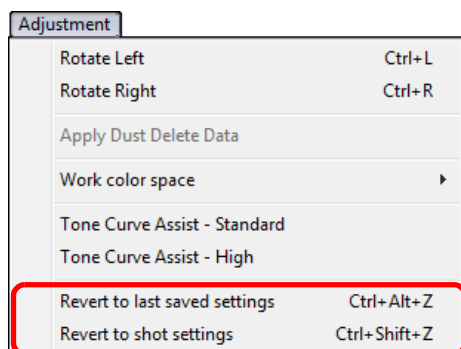 Adjustment
Rotate Left Ctrl+L
Rotate Right Ctrl+R
Apply Dust Delete Data
Work color space
Tone Curve Assist - Standard
Tone Curve Assist - High
Revert to last saved settings Ctrl+Alt+Z
Revert to shot settings Ctrl+Shift+Z